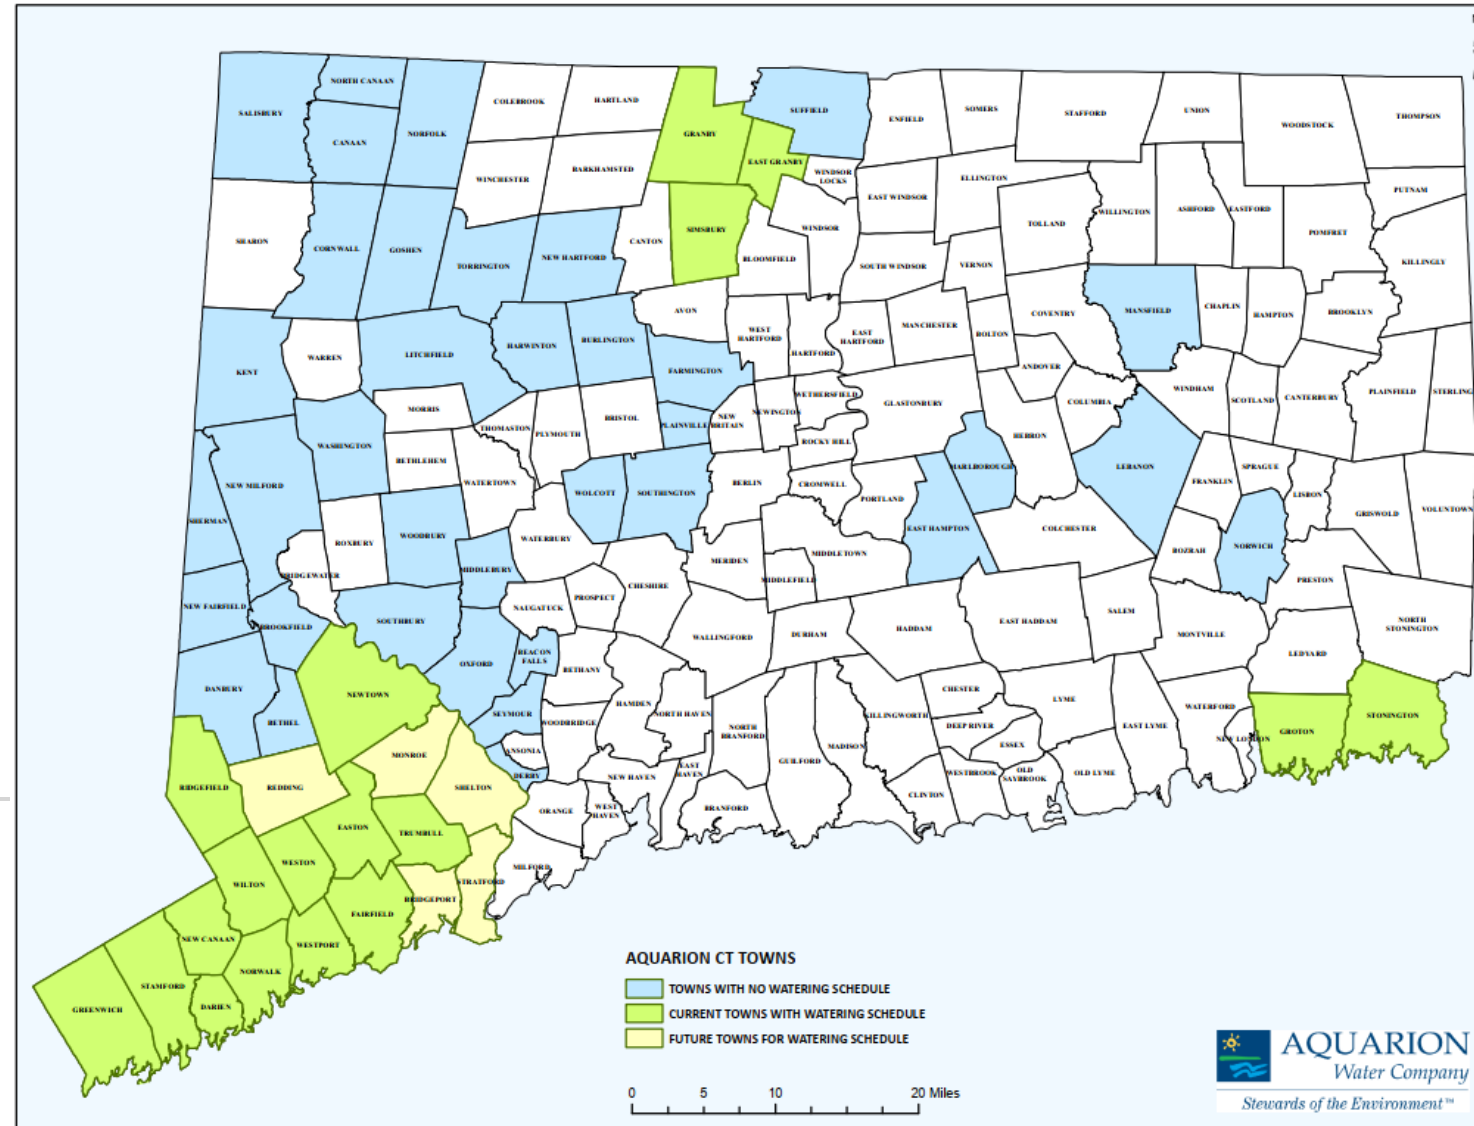 NORTH CANAAN
SALISBURY
CANAAN
NORFOLK
COLEBROOK
HARTLAND
GRANBY
SUFFIELD
EAST GRANBY
ENFIELD
SOMERS
STAFFORD
UNION
WOODSTOCK
THOMPSON
WINCHESTER
BARKHAMSTED
WINDSOR
LOCKS
EAST WINDSOR
ELLINGTON
TOLLAND
WILLINGTON
ASHFORD
EASTFORD
PUTNAM
POMFRET
KILLINGLY
SHARON
CORNWALL
GOSHEN
TORRINGTON
NEW HARTFORD
CANTON
SIMSBURY
BLOOMFIELD
WINDSOR
SOUTH WINDSOR
VERNON
AVON
WEST
HARTFORD
HARTFORD
EAST
HARTFORD
MANCHESTER
BOLTON
COVENTRY
MANSFIELD
CHAPLIN
HAMPTON
BROOKLYN
KENT
WARREN
LITCHFIELD
HARWINTON
BURLINGTON
FARMINGTON
ANDOVER
WINDHAM
SCOTLAND
CANTERBURY
PLAINFIELD
STERLING
MORRIS
THOMASTON
PLYMOUTH
BRISTOL
PLAINVILLE
NEW
BRITAIN
NEWINGTON
WETHERSFIELD
ROCKY HILL
GLASTONBURY
HEBRON
COLUMBIA
WASHINGTON
BETHLEHEM
WATERTOWN
NEW MILFORD
WOLCOTT
SOUTHINGTON
BERLIN
CROMWELL
PORTLAND
MARLBOROUGH
LEBANON
FRANKLIN
SPRAGUE
LISBON
GRISWOLD
VOLUNTOWN
SHERMAN
ROXBURY
WOODBURY
WATERBURY
MERIDEN
MIDDLETOWN
MIDDLEFIELD
EAST HAMPTON
COLCHESTER
BOZRAH
NORWICH
PRESTON
BRIDGEWATER
MIDDLEBURY
NAUGATUCK
PROSPECT
CHESHIRE
NEW FAIRFIELD
BROOKFIELD
SOUTHBURY
OXFORD
BEACON
FALLS
BETHANY
WALLINGFORD
DURHAM
HADDAM
EAST HADDAM
SALEM
MONTVILLE
LEDYARD
NORTH
STONINGTON
DANBURY
BETHEL
NEWTOWN
SEYMOUR
WOODBRIDGE
HAMDEN
NORTH HAVEN
NORTH
BRANFORD
GUILFORD
MADISON
KILLINGWORTH
CHESTER
DEEP RIVER
ESSEX
LYME
EAST LYME
WATERFORD
NEW LONDON
GROTON
STONINGTON
RIDGEFIELD
REDDING
MONROE
SHELTON
ANSONIA
DERBY
ORANGE
NEW HAVEN
WEST
HAVEN
EAST
HAVEN
BRANFORD
CLINTON
WESTBROOK
OLD
SAYBROOK
OLD LYME
EASTON
TRUMBULL
WESTON
WILTON
MILFORD
STRATFORD
BRIDGEPORT
FAIRFIELD
NEW CANAAN
WESTPORT
NORWALK
STAMFORD
DARIEN
GREENWICH
AQUARION CT TOWNS
TOWNS WITH NO WATERING SCHEDULE
CURRENT TOWNS WITH WATERING SCHEDULE
FUTURE TOWNS FOR WATERING SCHEDULE
0 5 10 20 Miles
AQUARION
Water Company
Stewards of the Environment™